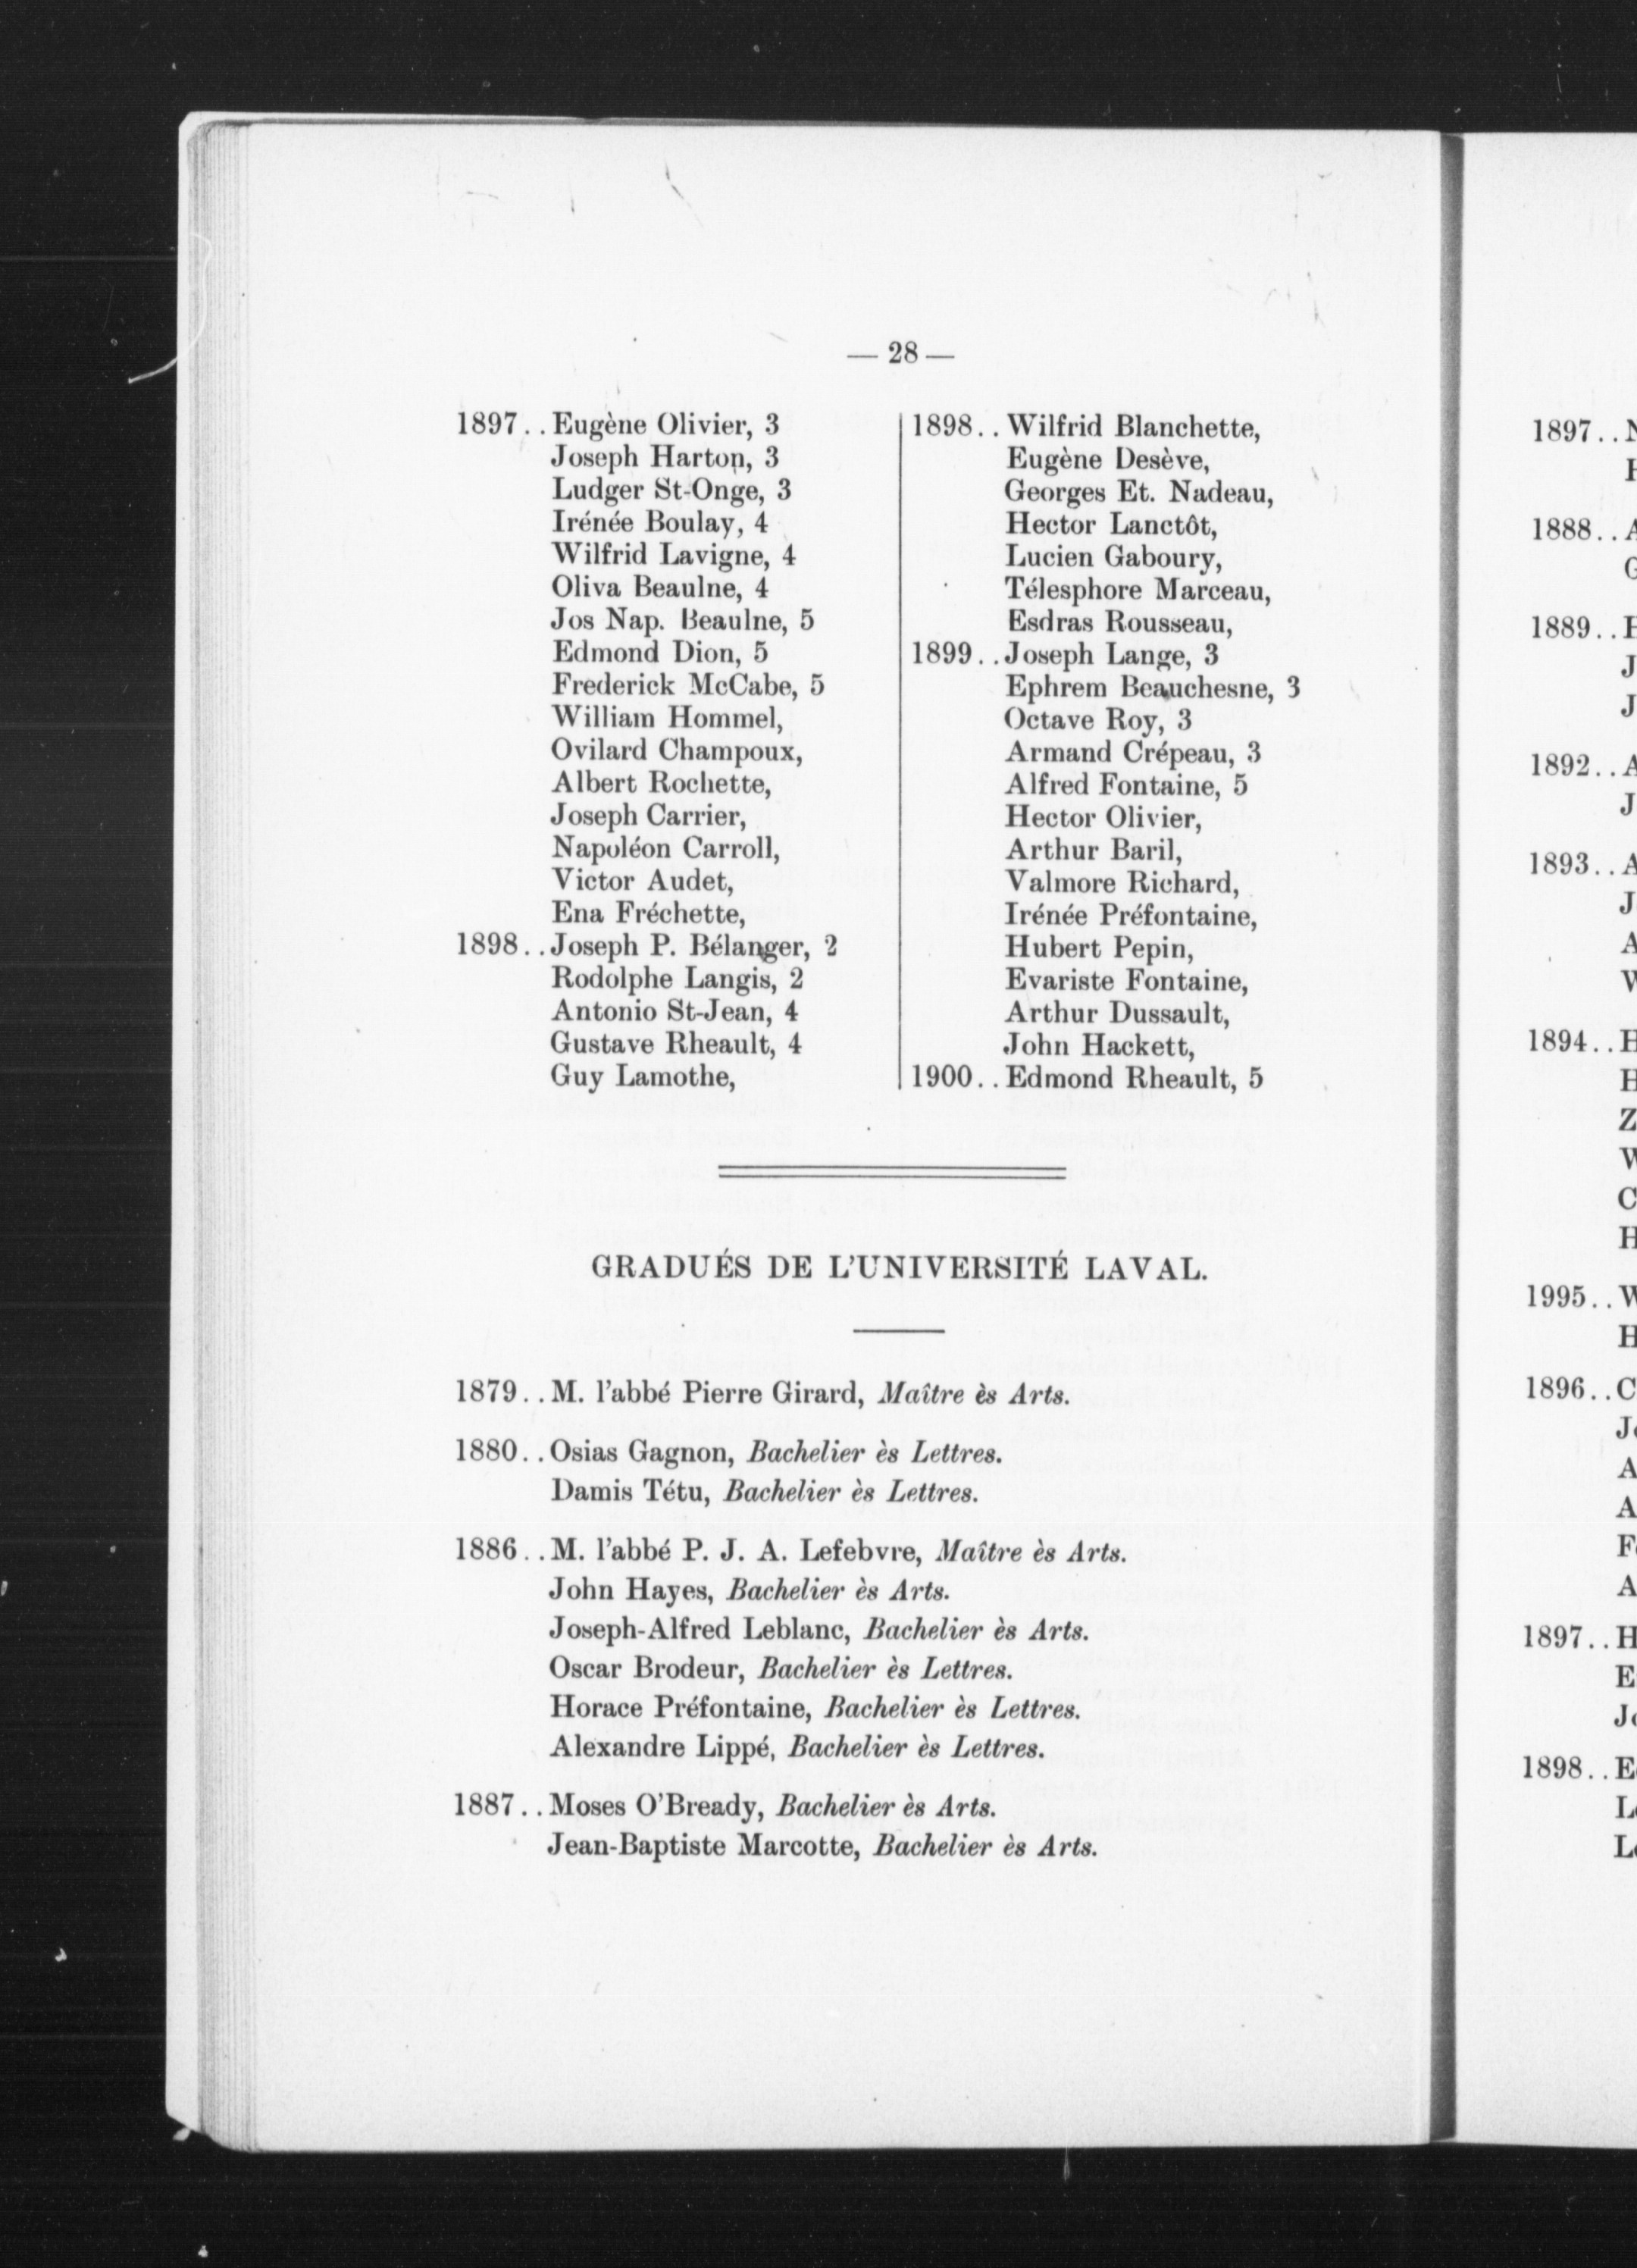 — 28 —
1897.. Eugène Olivier, 3
Joseph Harton, 3
Ludger St-Onge, 3
Irénée Boulay, 4
Wilfrid Lavigne, 4
Oliva Beaulne, 4
Jos Nap. Beaulne, 5
Edmond Dion, 5
Frederick McCabe, 5
William Hommel,
Ovilard Champoux,
Albert Rochette,
Joseph Carrier,
Napoléon Carroll,
Victor Audet,
Ena Fréchette,
1898.. Joseph P. Bélanger, 2
Rodolphe Langis, 2
Antonio St-Jean, 4
Gustave Rheault, 4
Guy Lamothe,
1898.. Wilfrid Blanchette,
Eugène Desève,
Georges Et. Nadeau,
Hector Lanctôt,
Lucien Gaboury,
Télesphore Marceau,
Esdras Rousseau,
1899.. Joseph Lange, 3
Ephrem Beauchesne, 3
Octave Roy, 3
Armand Crépeau, 3
Alfred Fontaine, 5
Hector Olivier,
Arthur Baril,
Valmore Richard,
Irénée Préfontaine,
Hubert Pepin,
Evariste Fontaine,
Arthur Dussault,
John Hackett,
1900.. Edmond Rheault, 5
GRADUÉS DE L'UNIVERSITÉ LAVAL.
1879.. M. l'abbé Pierre Girard, Maître ès Arts.
1880.. Osias Gagnon, Bachelier ès Lettres.
Damis Tétu, Bachelier ès Lettres.
1886.. M. l'abbé P. J. A. Lefebvre, Maître ès Arts.
John Hayes, Bachelier ès Arts.
Joseph-Alfred Leblanc, Bachelier ès Arts.
Oscar Brodeur, Bachelier ès Lettres.
Horace Préfontaine, Bachelier ès Lettres.
Alexandre Lippé, Bachelier ès Lettres.
1887.. Moses O'Bready, Bachelier ès Arts.
Jean-Baptiste Marcotte, Bachelier ès Arts.
1897..
1888..
1889..
1892..
1893..
1894..
1995..
1896..
1897..
1898..